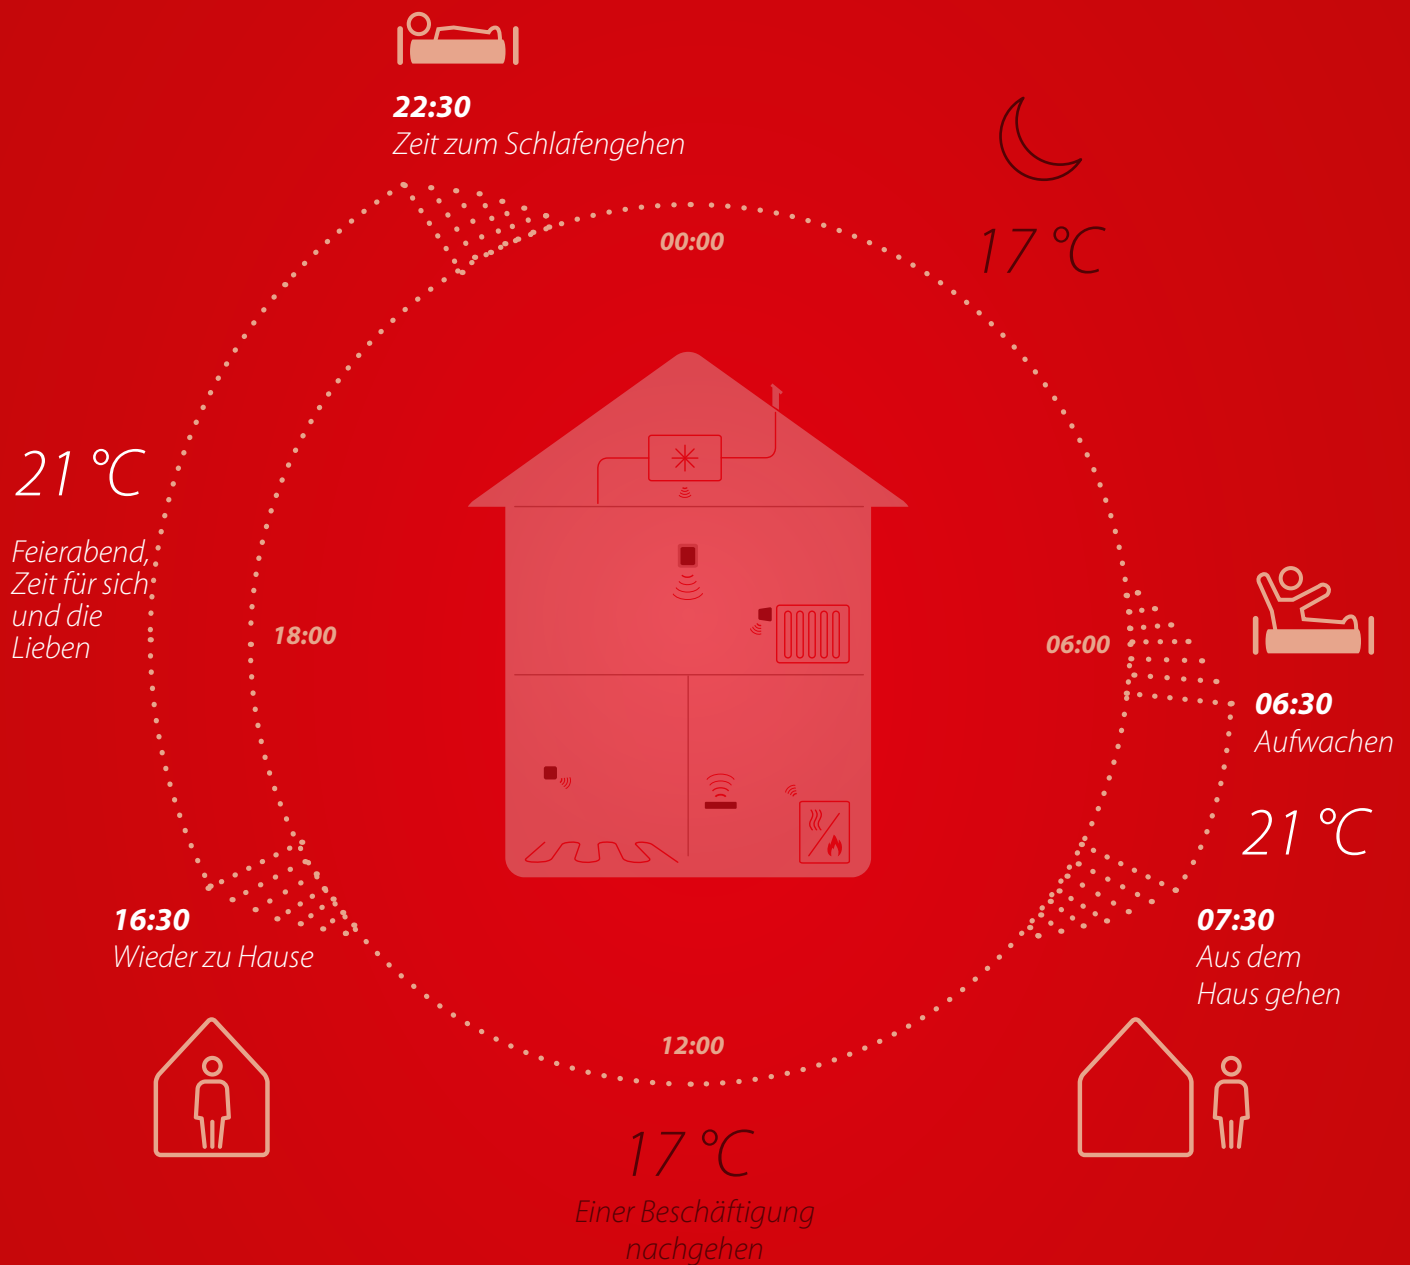 22:30
Zeit zum Schlafengehen
17 °C
00:00
21 °C
Feierabend,
Zeit für sich
und die
Lieben
18:00
06:00
06:30
Aufwachen
21 °C
07:30
Aus dem
Haus gehen
16:30
Wieder zu Hause
12:00
17 °C
Einer Beschäftigung
nachgehen